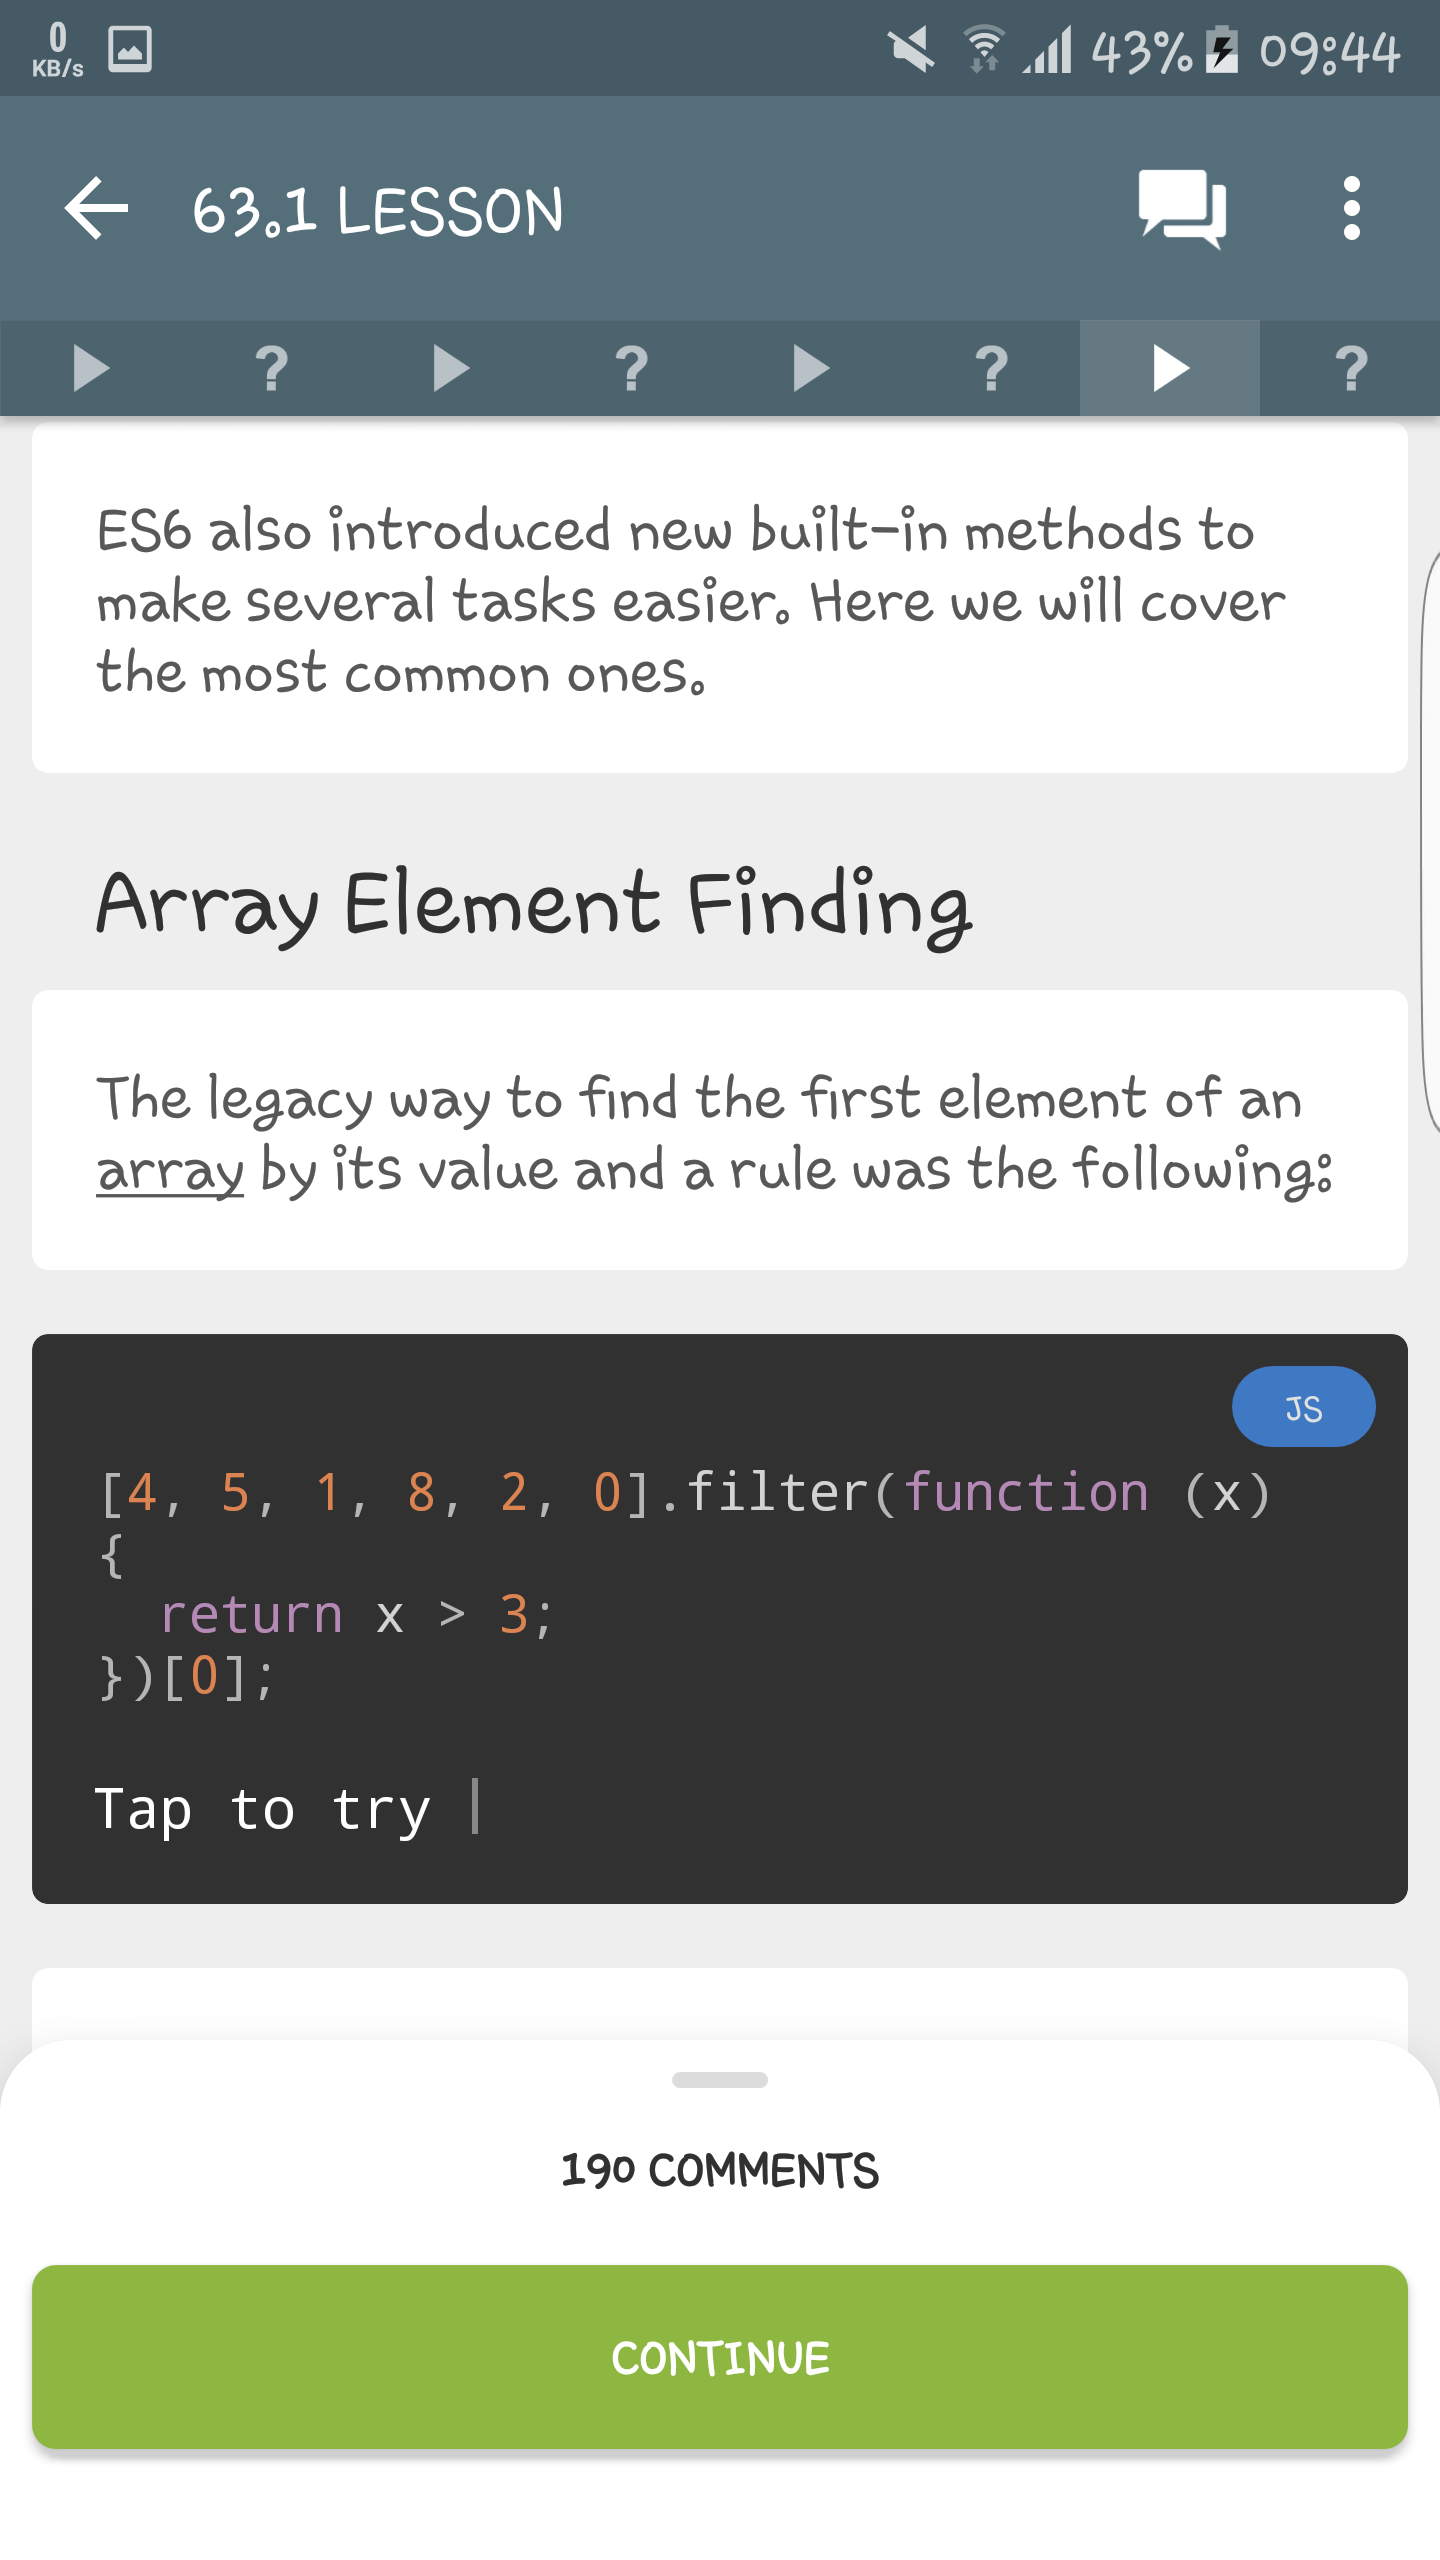 0
KB/s
43%
09:44
63.1 LESSON
? ? ? ?
ES6 also introduced new built-in methods to
make several tasks easier. Here we will cover
the most common ones.
Array Element Finding
The legacy way to find the first element of an
array by its value and a rule was the following:
JS
[4, 5, 1, 8, 2, 0].filter(function (x)
{
  return x > 3;
})[0];
Tap to try
190 COMMENTS
CONTINUE